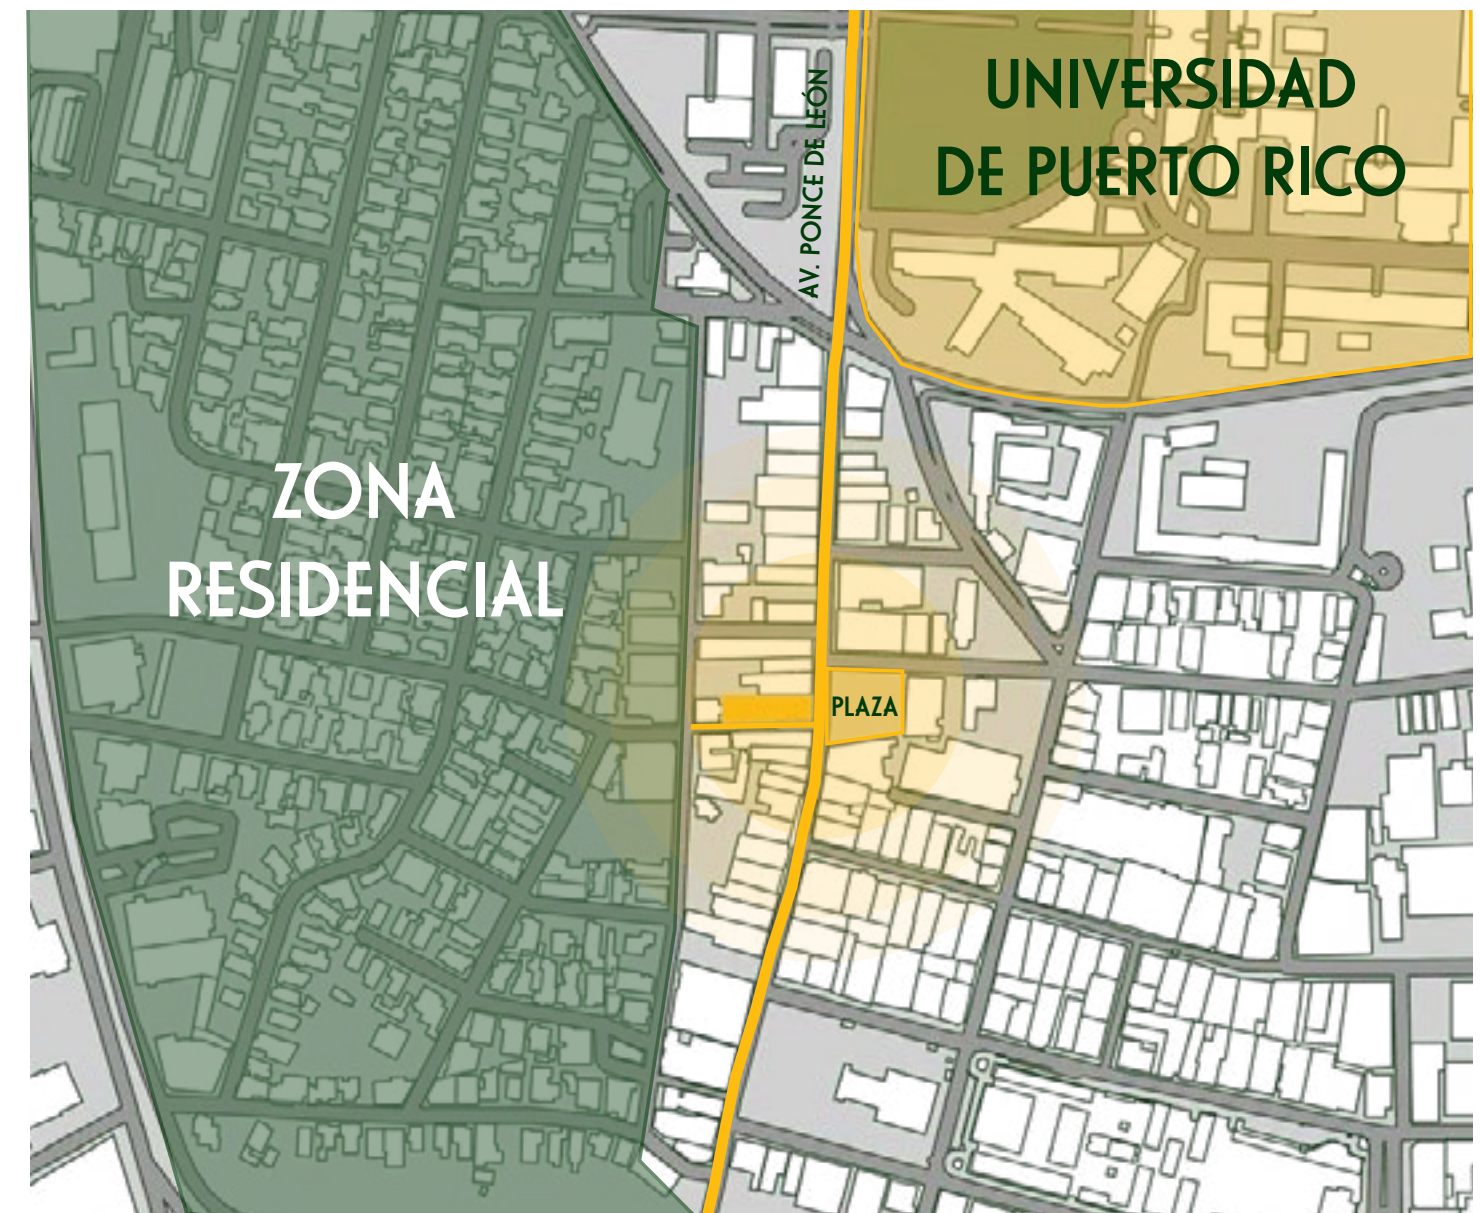 UNIVERSIDAD
DE PUERTO RICO
AV. PONCE DE LEÓN
ZONA
RESIDENCIAL
PLAZA